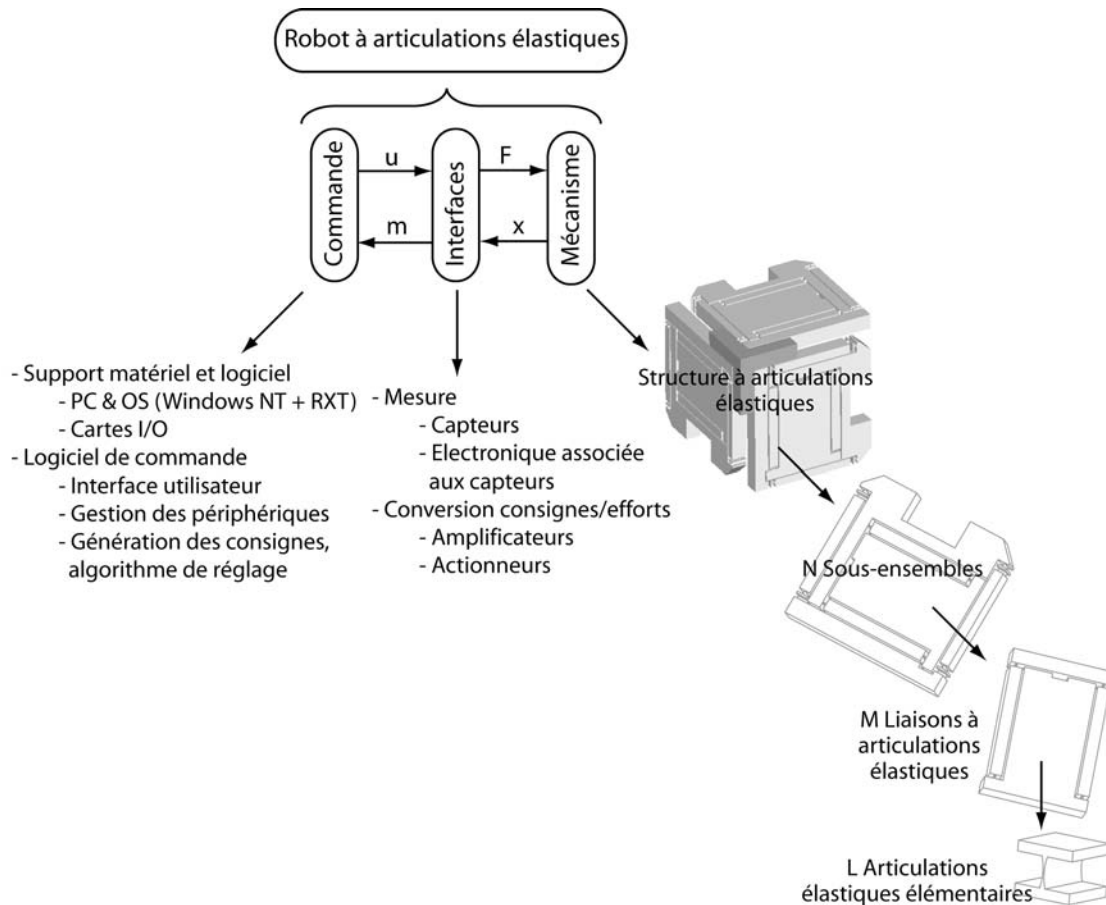 Robot à articulations élastiques
Commande
u
m
Interfaces
F
x
Mécanisme
- Support matériel et logiciel
- PC & OS (Windows NT + RXT)
- Cartes I/O
- Logiciel de commande
- Interface utilisateur
- Gestion des périphériques
- Génération des consignes,
algorithme de réglage
- Mesure
- Capteurs
- Electronique associée
aux capteurs
- Conversion consignes/efforts
- Amplificateurs
- Actionneurs
Structure à articulations
élastiques
N Sous-ensembles
M Liaisons à
articulations
élastiques
L Articulations
élastiques élémentaires